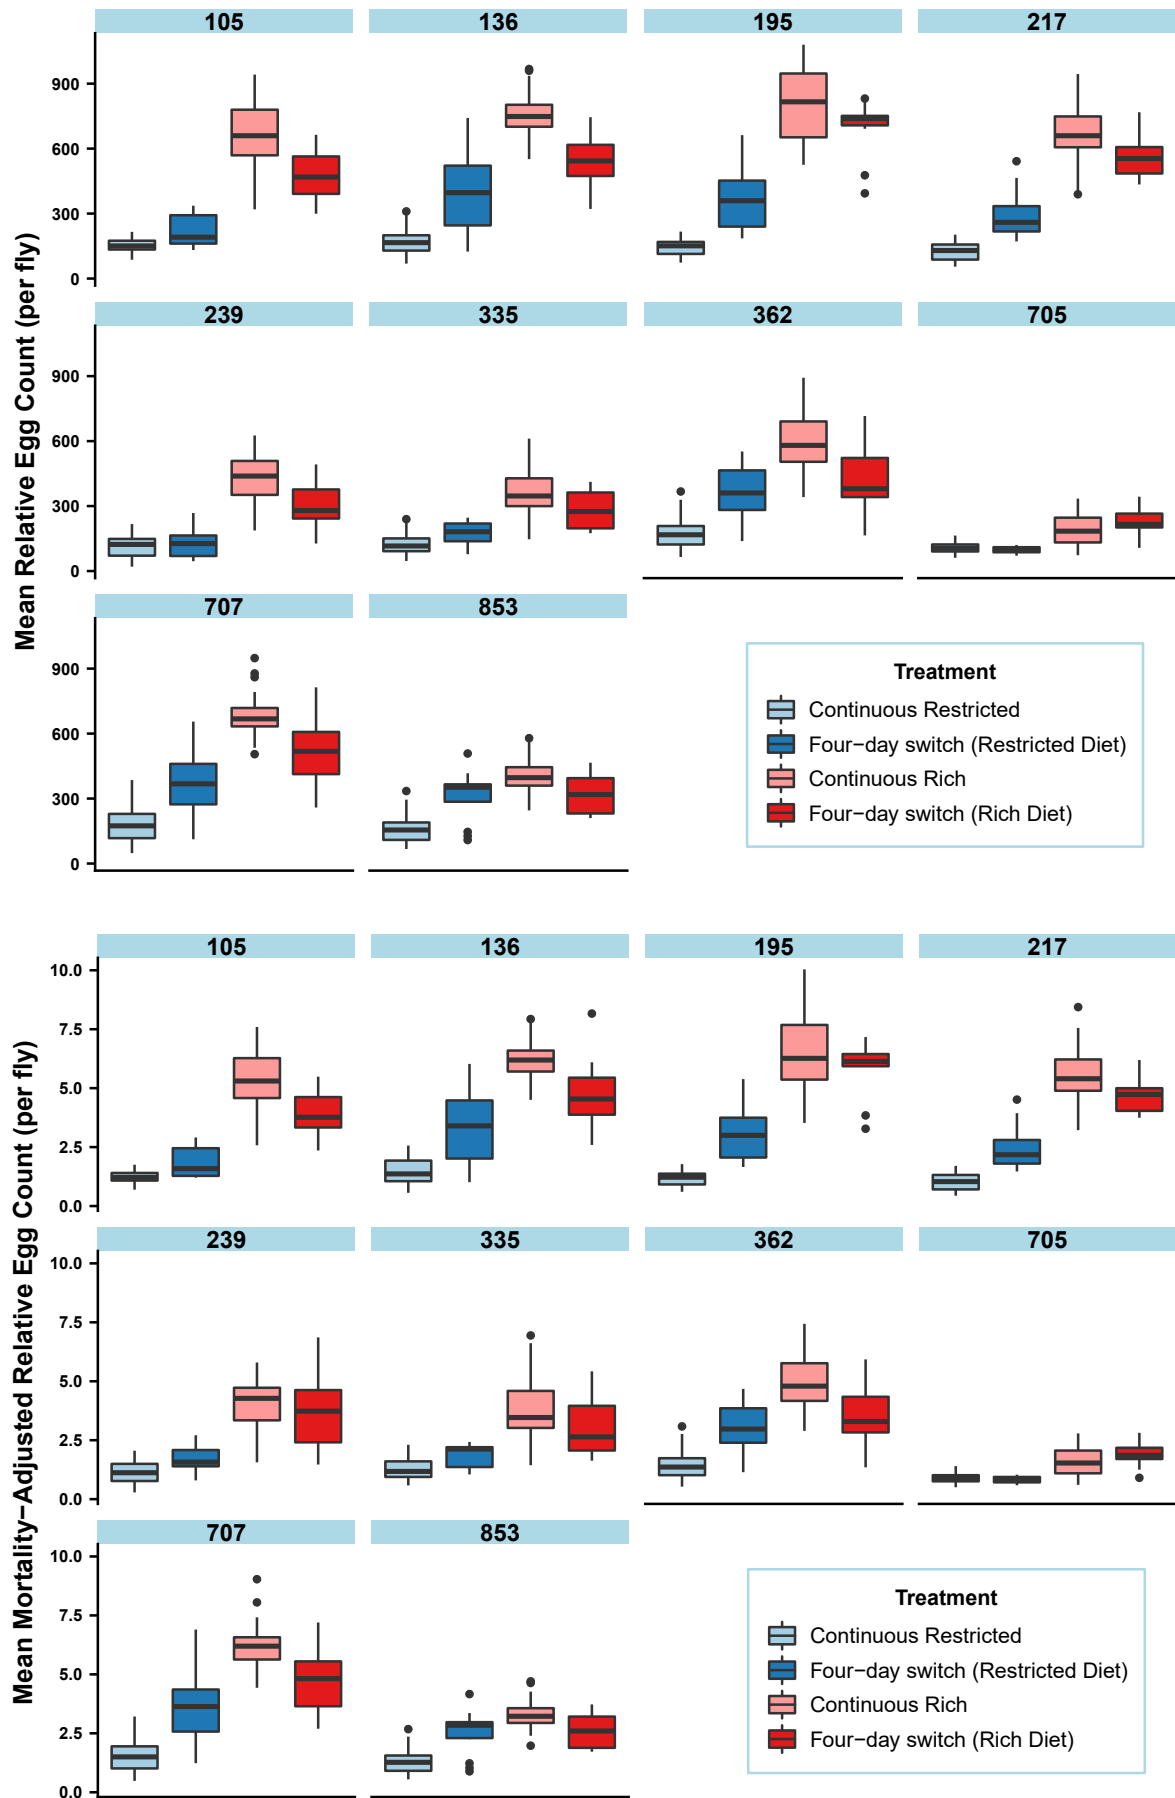 Mean Relative Egg Count (per fly)
105 136 195 217
900
600
300
0
239 335 362 705
900
600
300
0
707 853
900
600
300
0
Treatment
Continuous Restricted
Four−day switch (Restricted Diet)
Continuous Rich
Four−day switch (Rich Diet)
Mean Mortality−Adjusted Relative Egg Count (per fly)
105 136 195 217
10.0
7.5
5.0
2.5
0.0
239 335 362 705
10.0
7.5
5.0
2.5
0.0
707 853
10.0
7.5
5.0
2.5
0.0
Treatment
Continuous Restricted
Four−day switch (Restricted Diet)
Continuous Rich
Four−day switch (Rich Diet)